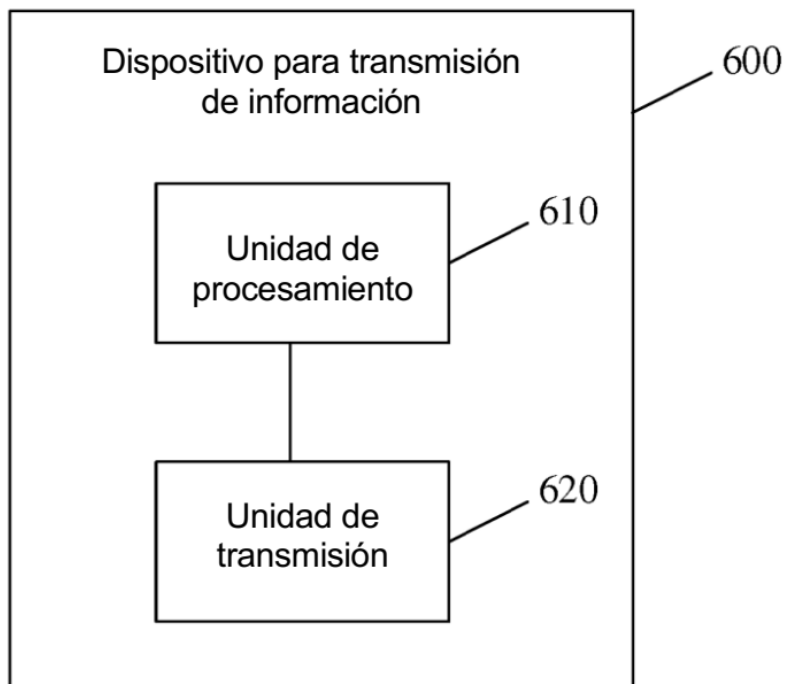 Dispositivo para transmisión
de información
600
610
Unidad de
procesamiento
620
Unidad de
transmisión